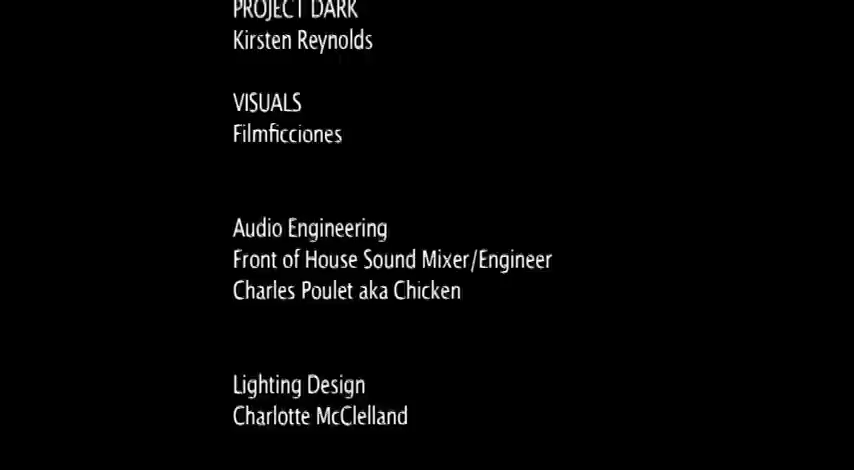 PROJECT DARK
Kirsten Reynolds
VISUALS
Filmficciones
Audio Engineering
Front of House Sound Mixer/Engineer
Charles Poulet aka Chicken
Lighting Design
Charlotte McClelland